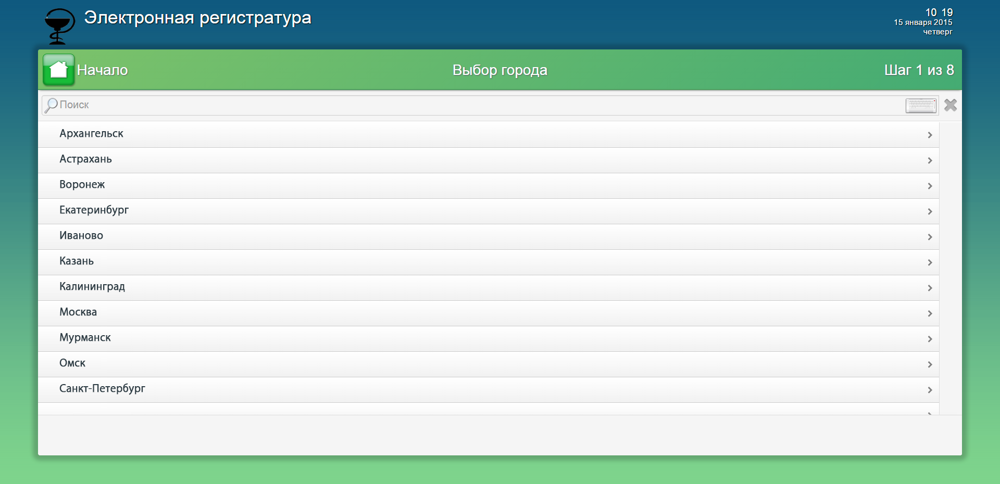 Электронная регистратура
10 19
15 января 2015
четверг
Начало
Выбор города
Шаг 1 из 8
Поиск
Архангельск
Астрахань
Воронеж
Екатеринбург
Иваново
Казань
Калининград
Москва
Мурманск
Омск
Санкт-Петербург